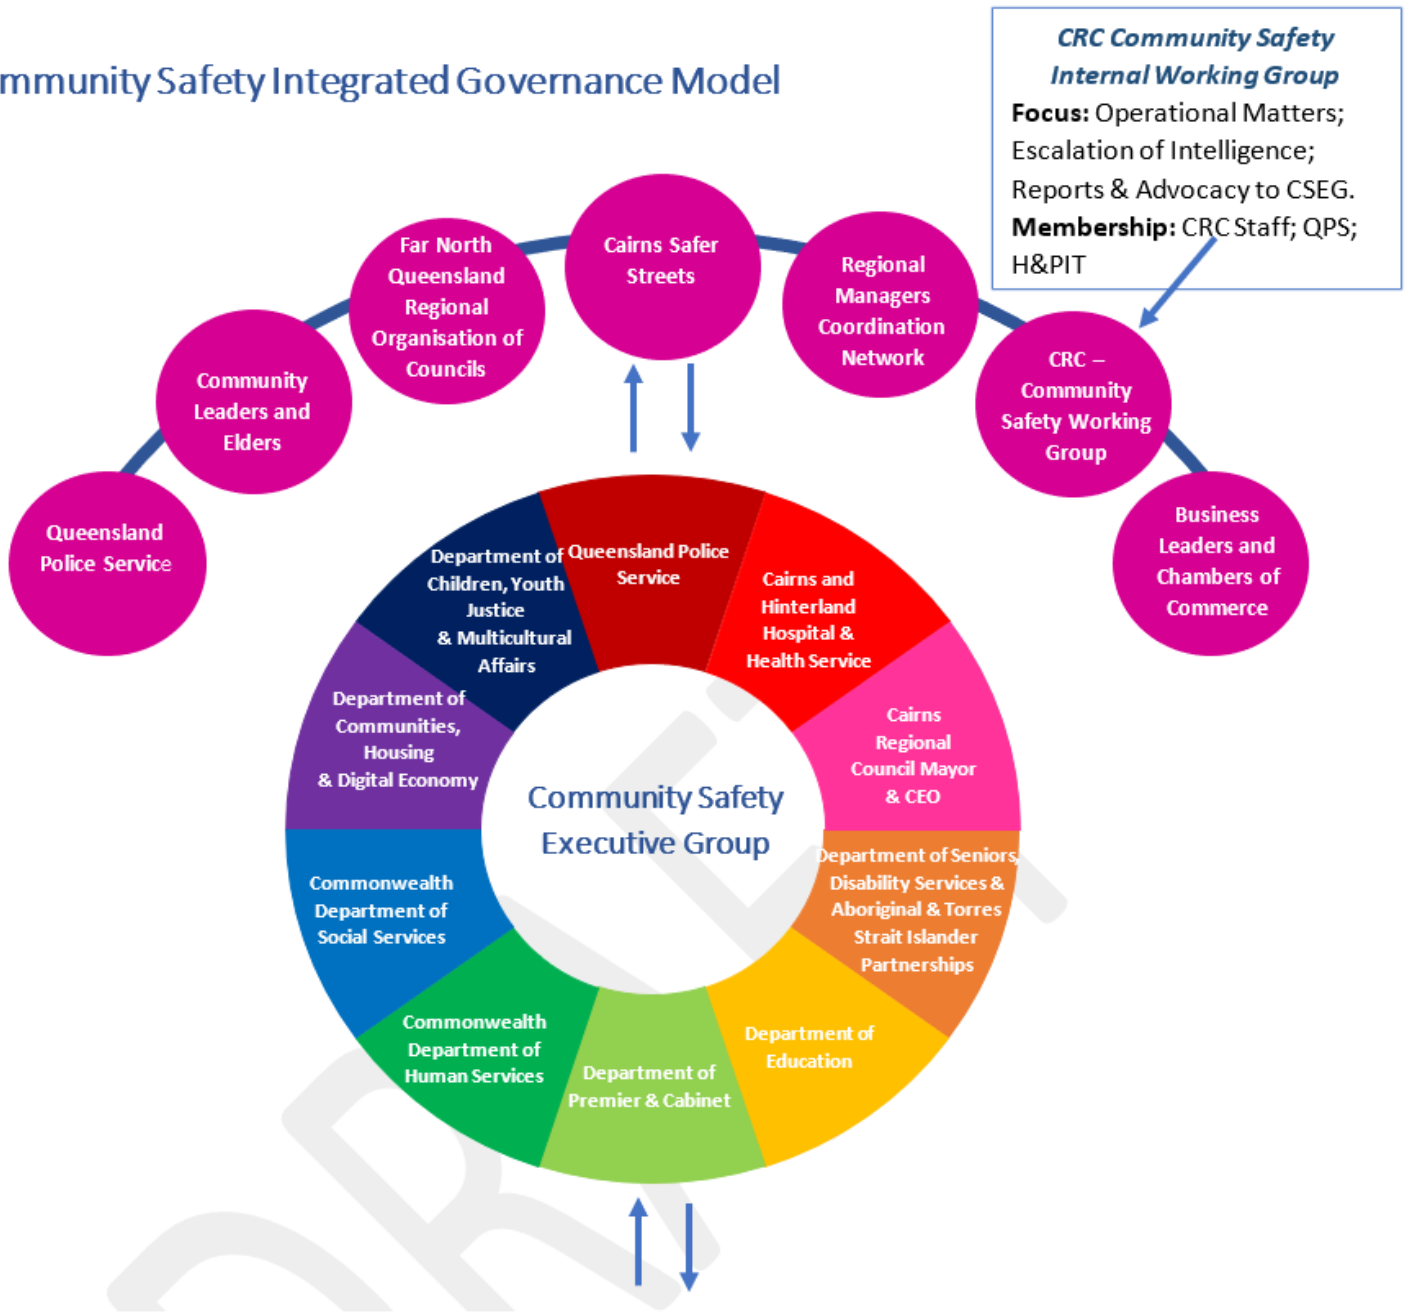 mmunity Safety Integrated Governance Model
CRC Community Safety
Internal Working Group
Focus: Operational Matters;
Escalation of Intelligence;
Reports & Advocacy to CSEG.
Membership: CRC Staff; QPS;
H&PIT
Queensland
Police Service
Community
Leaders and
Elders
Far North
Queensland
Regional
Organisation of
Councils
Cairns Safer
Streets
Regional
Managers
Coordination
Network
CRC –
Community
Safety Working
Group
Business
Leaders and
Chambers of
Commerce
Queensland Police
Service
Cairns and
Hinterland
Hospital &
Health Service
Cairns
Regional
Council Mayor
& CEO
Department of Seniors,
Disability Services &
Aboriginal & Torres
Strait Islander
Partnerships
Department of
Education
Department of
Premier & Cabinet
Commonwealth
Department of
Human Services
Commonwealth
Department of
Social Services
Department of
Communities,
Housing
& Digital Economy
Department of
Children, Youth
Justice
& Multicultural
Affairs
Community Safety
Executive Group
DRAFT